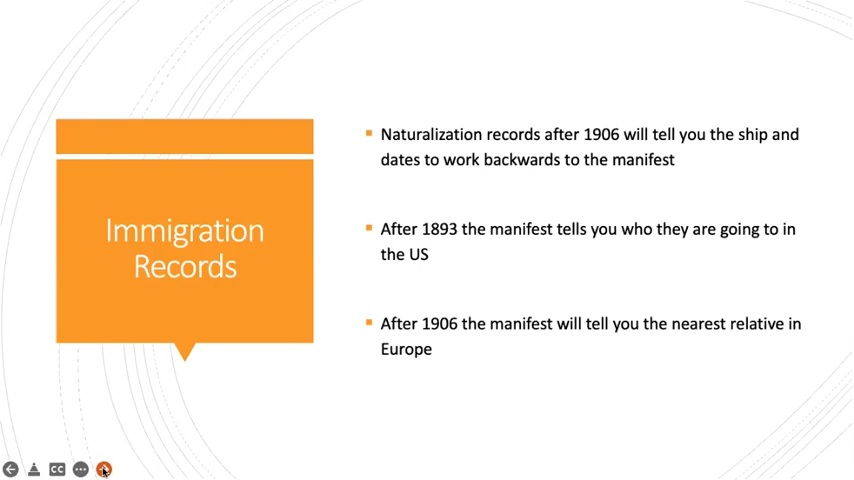 Immigration
Records
Naturalization records after 1906 will tell you the ship and
dates to work backwards to the manifest
After 1893 the manifest tells you who they are going to in
the US
After 1906 the manifest will tell you the nearest relative in
Europe
CC